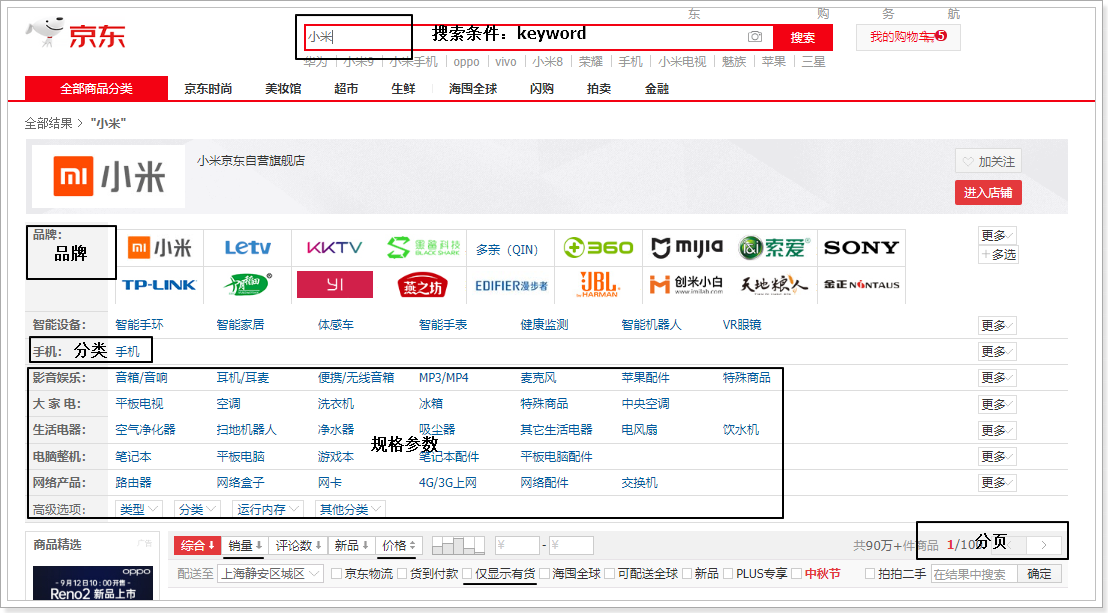 东 购 务 航
京东
小米
搜索条件：keyword
搜索
我的购物车 5
华为 小米9 小米手机 oppo vivo 小米8 荣耀 手机 小米电视 魅族 苹果 三星
全部商品分类 京东时尚 美妆馆 超市 生鲜 海囤全球 闪购 拍卖 金融
全部结果 > "小米"
mi 小米
小米京东自营旗舰店
加关注
进入店铺
品牌：
品牌
mi 小米 Letv KKTV 雷蛇科技 BLADE SHARK 多亲（QIN） 360 mijia 索爱 SONY
更多
+多选
TP-LINK YI 燕之坊 EDIFIER漫步者 JBL by HARMAN 创米小白 www.imilab.com 天地粮人 金正 NiNTAUS
智能设备： 智能手环 智能家居 体感车 智能手表 健康监测 智能机器人 VR眼镜 更多
手机： 分类 手机 更多
影音娱乐： 音箱/音响 耳机/耳麦 便携/无线音箱 MP3/MP4 麦克风 苹果配件 特殊商品 更多
大 家 电： 平板电视 空调 洗衣机 冰箱 特殊商品 中央空调 更多
生活电器： 空气净化器 扫地机器人 净水器 吸尘器 其它生活电器 电风扇 饮水机 更多
规格参数
电脑整机： 笔记本 平板电脑 游戏本 笔记本配件 平板电脑配件 更多
网络产品： 路由器 网络盒子 网卡 4G/3G上网 网络配件 交换机 更多
高级选项： 类型 分类 运行内存 其他分类
商品精选 广告
综合 销量 评论数 新品 价格 ¥ - ¥
共90万+件商品 1/100 < >
分页
配送至 上海静安区城区 京东物流 货到付款 仅显示有货 海囤全球 可配送全球 新品 PLUS专享 中秋节 拍拍二手 在结果中搜索 确定
oppo
- 9月12日10:00开售 -
Reno2 新品上市